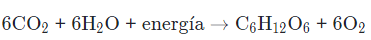 6CO₂ + 6H₂O + energía → C₆H₁₂O₆ + 6O₂